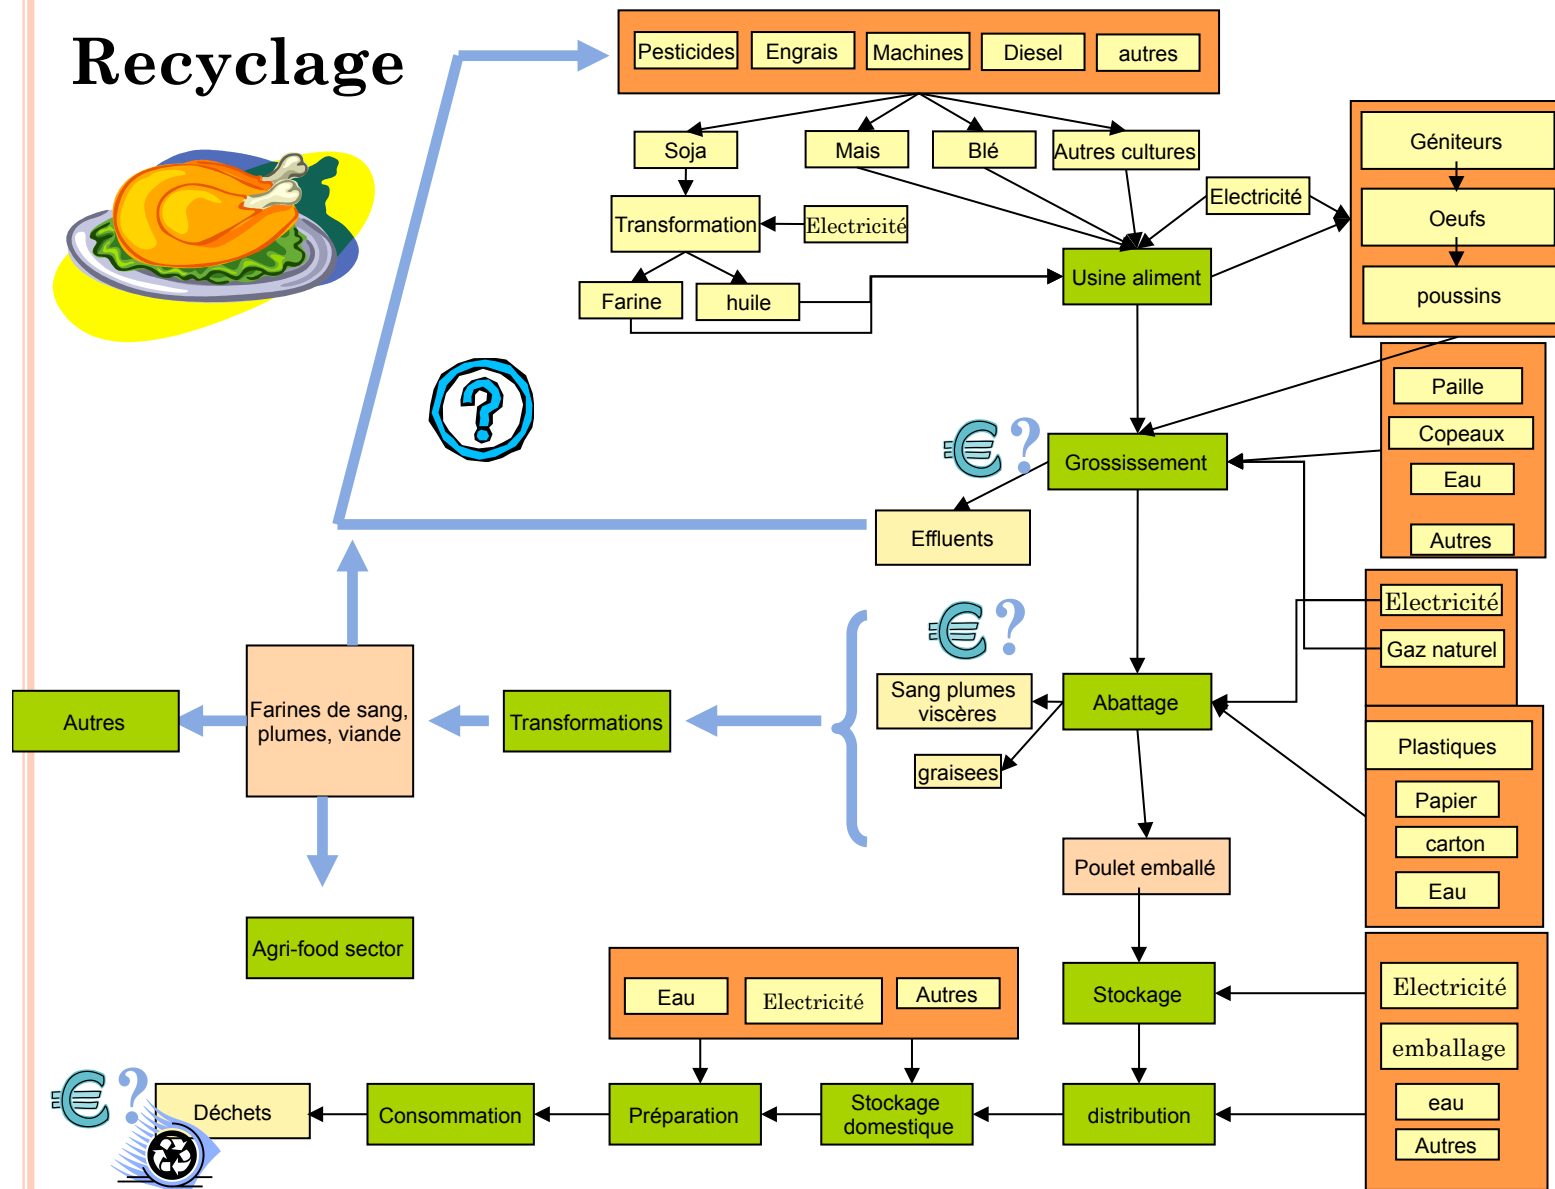 Recyclage
Pesticides
Engrais
Machines
Diesel
autres
Soja
Mais
Blé
Autres cultures
Géniteurs
Electricité
Transformation
Electricité
Oeufs
Usine aliment
Farine
huile
poussins
Paille
Copeaux
Eau
Autres
€?
Grossissement
?
Effluents
€?
Electricité
Gaz naturel
Sang plumes
viscères
Abattage
Autres
Farines de sang,
plumes, viande
Transformations
graisees
Plastiques
Papier
carton
Eau
Poulet emballé
Agri-food sector
Eau
Electricité
Autres
Stockage
Electricité
emballage
eau
Autres
€?
Déchets
Consommation
Préparation
Stockage
domestique
distribution